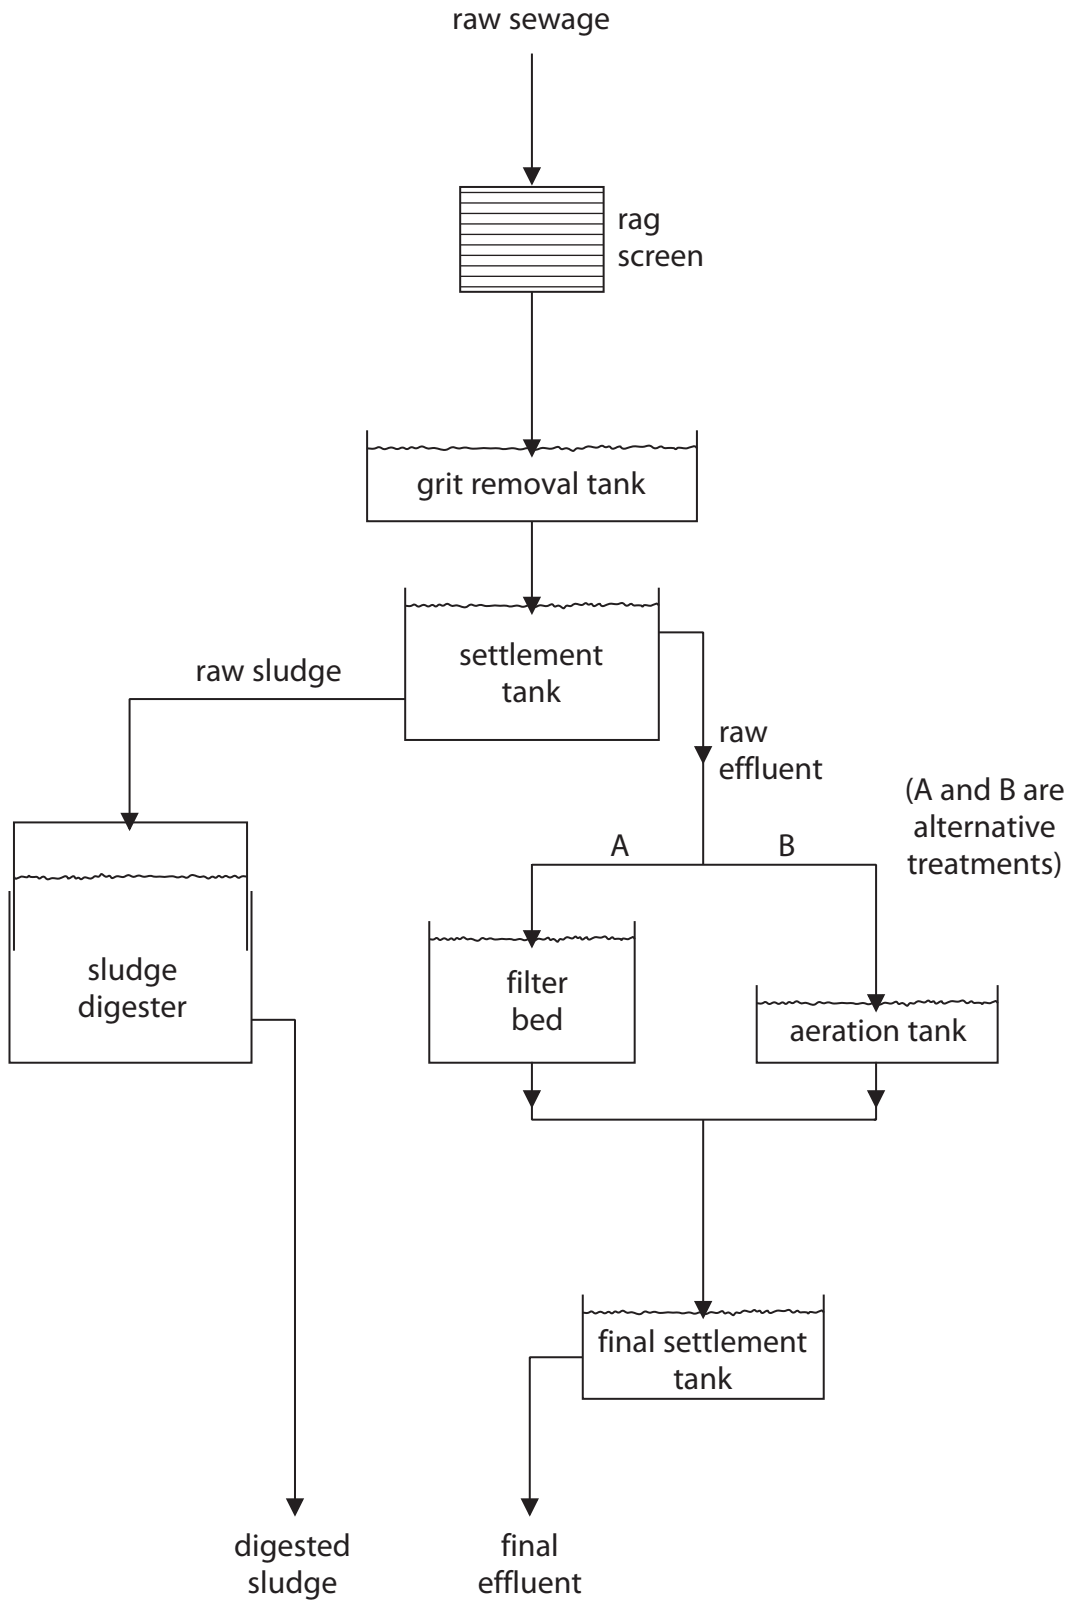 raw sewage
rag
screen
grit removal tank
settlement
tank
raw sludge
raw
effluent
(A and B are
alternative
treatments)
A
B
sludge
digester
filter
bed
aeration tank
final settlement
tank
digested
sludge
final
effluent